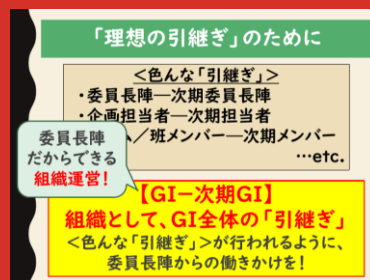 「理想の引継ぎ」のために
<色んな「引継ぎ」>
・委員長陣―次期委員長陣
・企画担当者―次期担当者
／班メンバー―次期メンバー
…etc.
委員長陣
だからできる
組織運営!
【GI－次期GI】
組織として、GI全体の「引継ぎ」
<色んな「引継ぎ」>が行われるように、
委員長陣からの働きかけを!